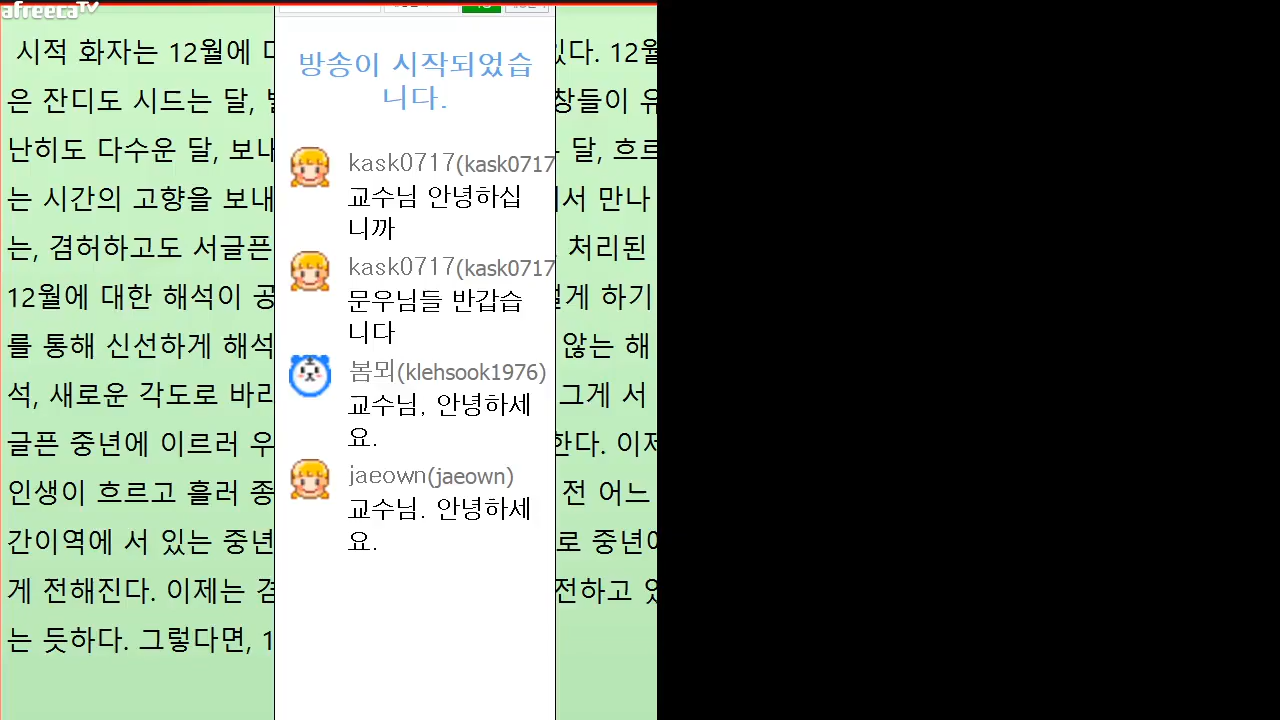 afreecaTV
방송이 시작되었습
니다.
kask0717(kask0717
교수님 안녕하십
니까
kask0717(kask0717
문우님들 반갑습
니다
봄뫼(klehsook1976)
교수님, 안녕하세
요.
jaeown(jaeown)
교수님. 안녕하세
요.
시적 화자는 12월에 있다. 12월
은 잔디도 시드는 달, 창들이 유
난히도 다수운 달, 보내 달, 흐르
는 시간의 고향을 보내 서 만나
는, 겸허하고도 서글픈 처리된
12월에 대한 해석이 공 게 하기
를 통해 신선하게 해석 않는 해
석, 새로운 각도로 바라 그게 서
글픈 중년에 이르러 우 한다. 이제
인생이 흐르고 흘러 종 전 어느
간이역에 서 있는 중년 로 중년에
게 전해진다. 이제는 겸 전하고 있
는 듯하다. 그렇다면, 1